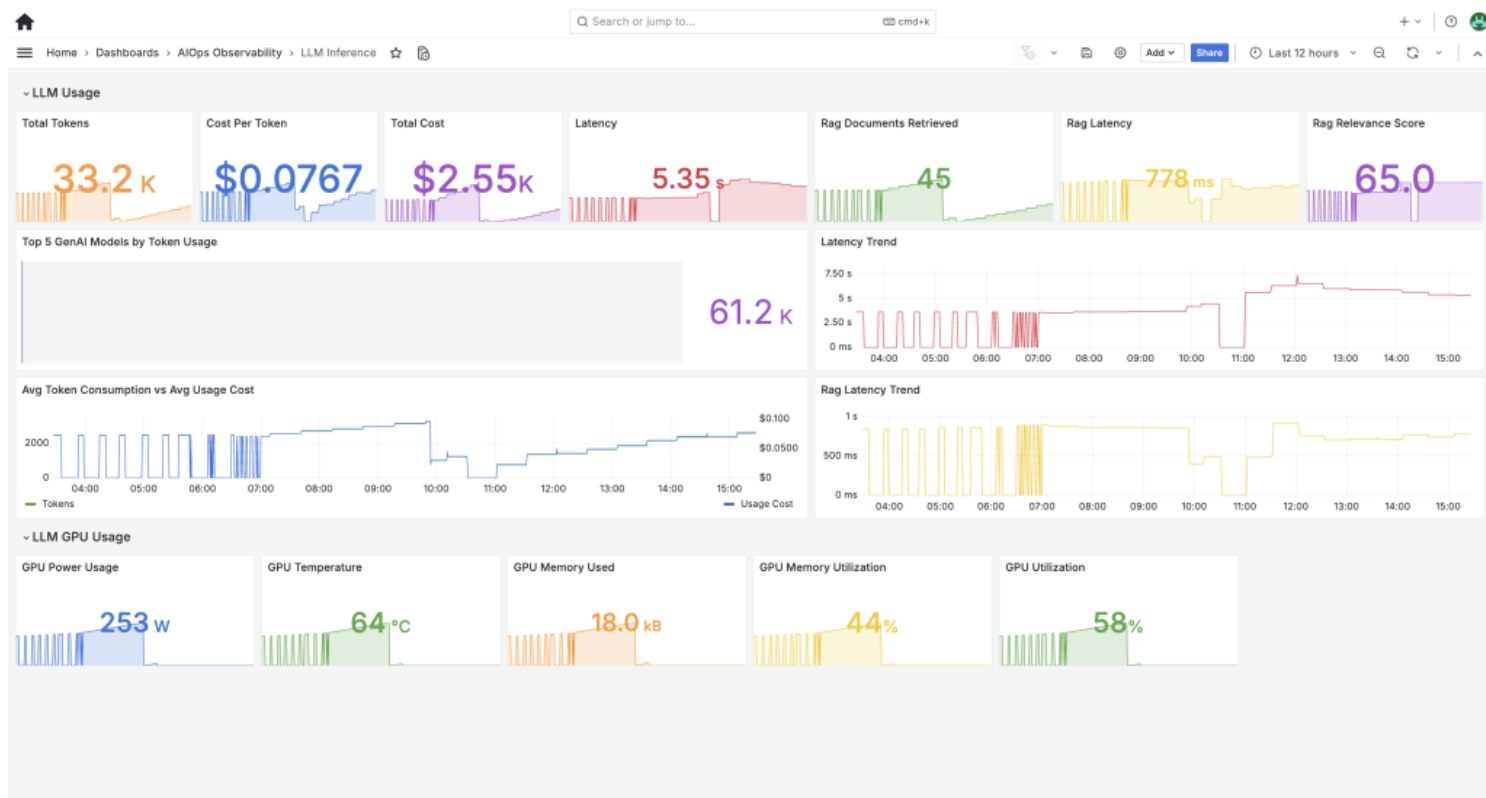 Search or jump to... cmd+k
Home > Dashboards > AIOps Observability > LLM Inference Add Share Last 12 hours
LLM Usage
Total Tokens Cost Per Token Total Cost Latency Rag Documents Retrieved Rag Latency Rag Relevance Score
33.2 K $0.0767 $2.55K 5.35 s 45 778 ms 65.0
Top 5 GenAI Models by Token Usage
61.2 K
Latency Trend
7.50 s
5 s
2.50 s
0 ms
04:00 05:00 06:00 07:00 08:00 09:00 10:00 11:00 12:00 13:00 14:00 15:00
Avg Token Consumption vs Avg Usage Cost
2000
0
$0.100
$0.0500
$0
04:00 05:00 06:00 07:00 08:00 09:00 10:00 11:00 12:00 13:00 14:00 15:00
Tokens Usage Cost
Rag Latency Trend
1 s
500 ms
0 ms
04:00 05:00 06:00 07:00 08:00 09:00 10:00 11:00 12:00 13:00 14:00 15:00
LLM GPU Usage
GPU Power Usage GPU Temperature GPU Memory Used GPU Memory Utilization GPU Utilization
253 W 64 °C 18.0 kB 44% 58%